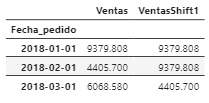 Ventas VentasShift1
Fecha_pedido
2018-01-01 9379.808 9379.808
2018-02-01 4405.700 9379.808
2018-03-01 6068.580 4405.700